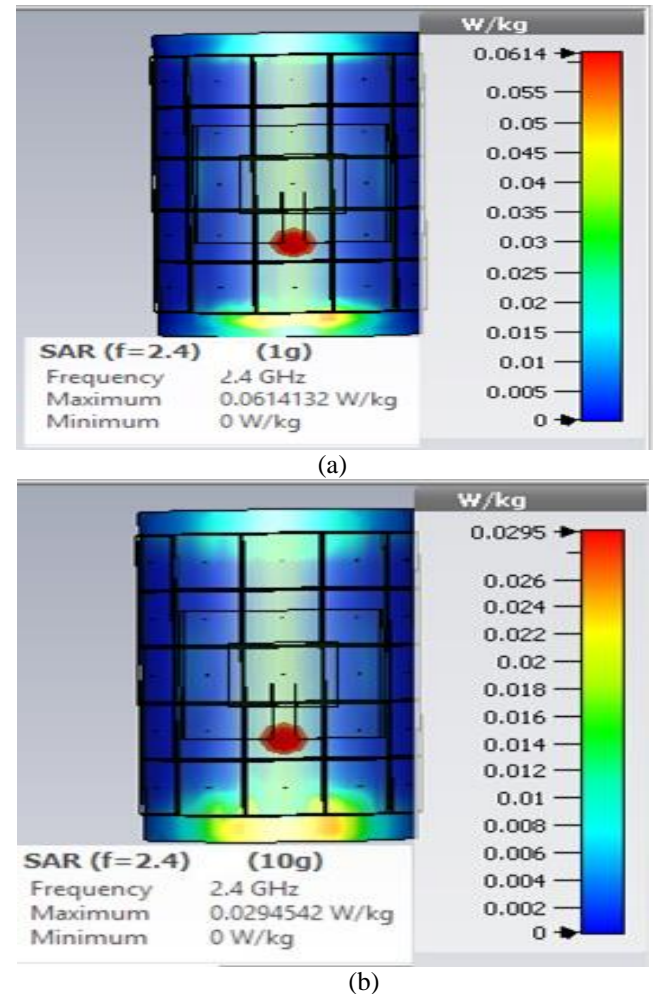 W/kg
0.0614
0.055
0.05
0.045
0.04
0.035
0.03
0.025
0.02
0.015
0.01
0.005
0
SAR (f=2.4) (1g)
Frequency 2.4 GHz
Maximum 0.0614132 W/kg
Minimum 0 W/kg
(a)
W/kg
0.0295
0.026
0.024
0.022
0.02
0.018
0.016
0.014
0.012
0.01
0.008
0.006
0.004
0.002
0
SAR (f=2.4) (10g)
Frequency 2.4 GHz
Maximum 0.0294542 W/kg
Minimum 0 W/kg
(b)